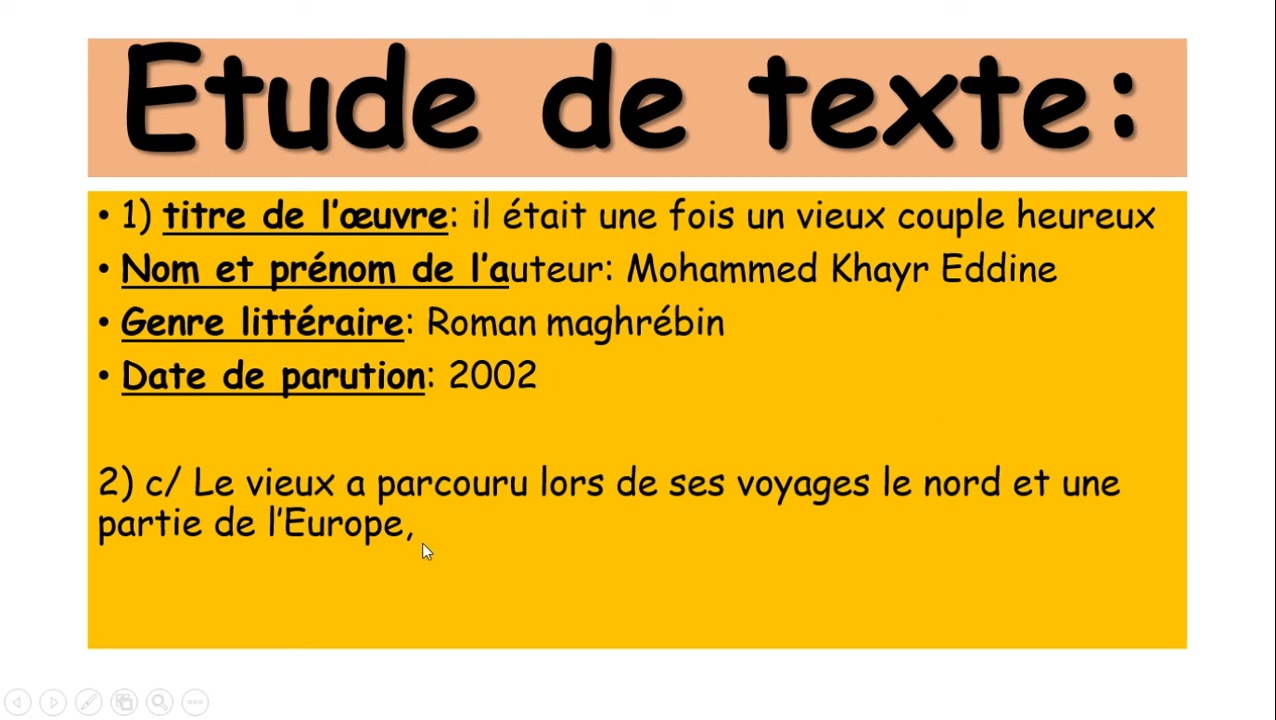 Etude de texte:
• 1) titre de l'œuvre: il était une fois un vieux couple heureux
• Nom et prénom de l'auteur: Mohammed Khayr Eddine
• Genre littéraire: Roman maghrébin
• Date de parution: 2002
2) c/ Le vieux a parcouru lors de ses voyages le nord et une
partie de l'Europe,